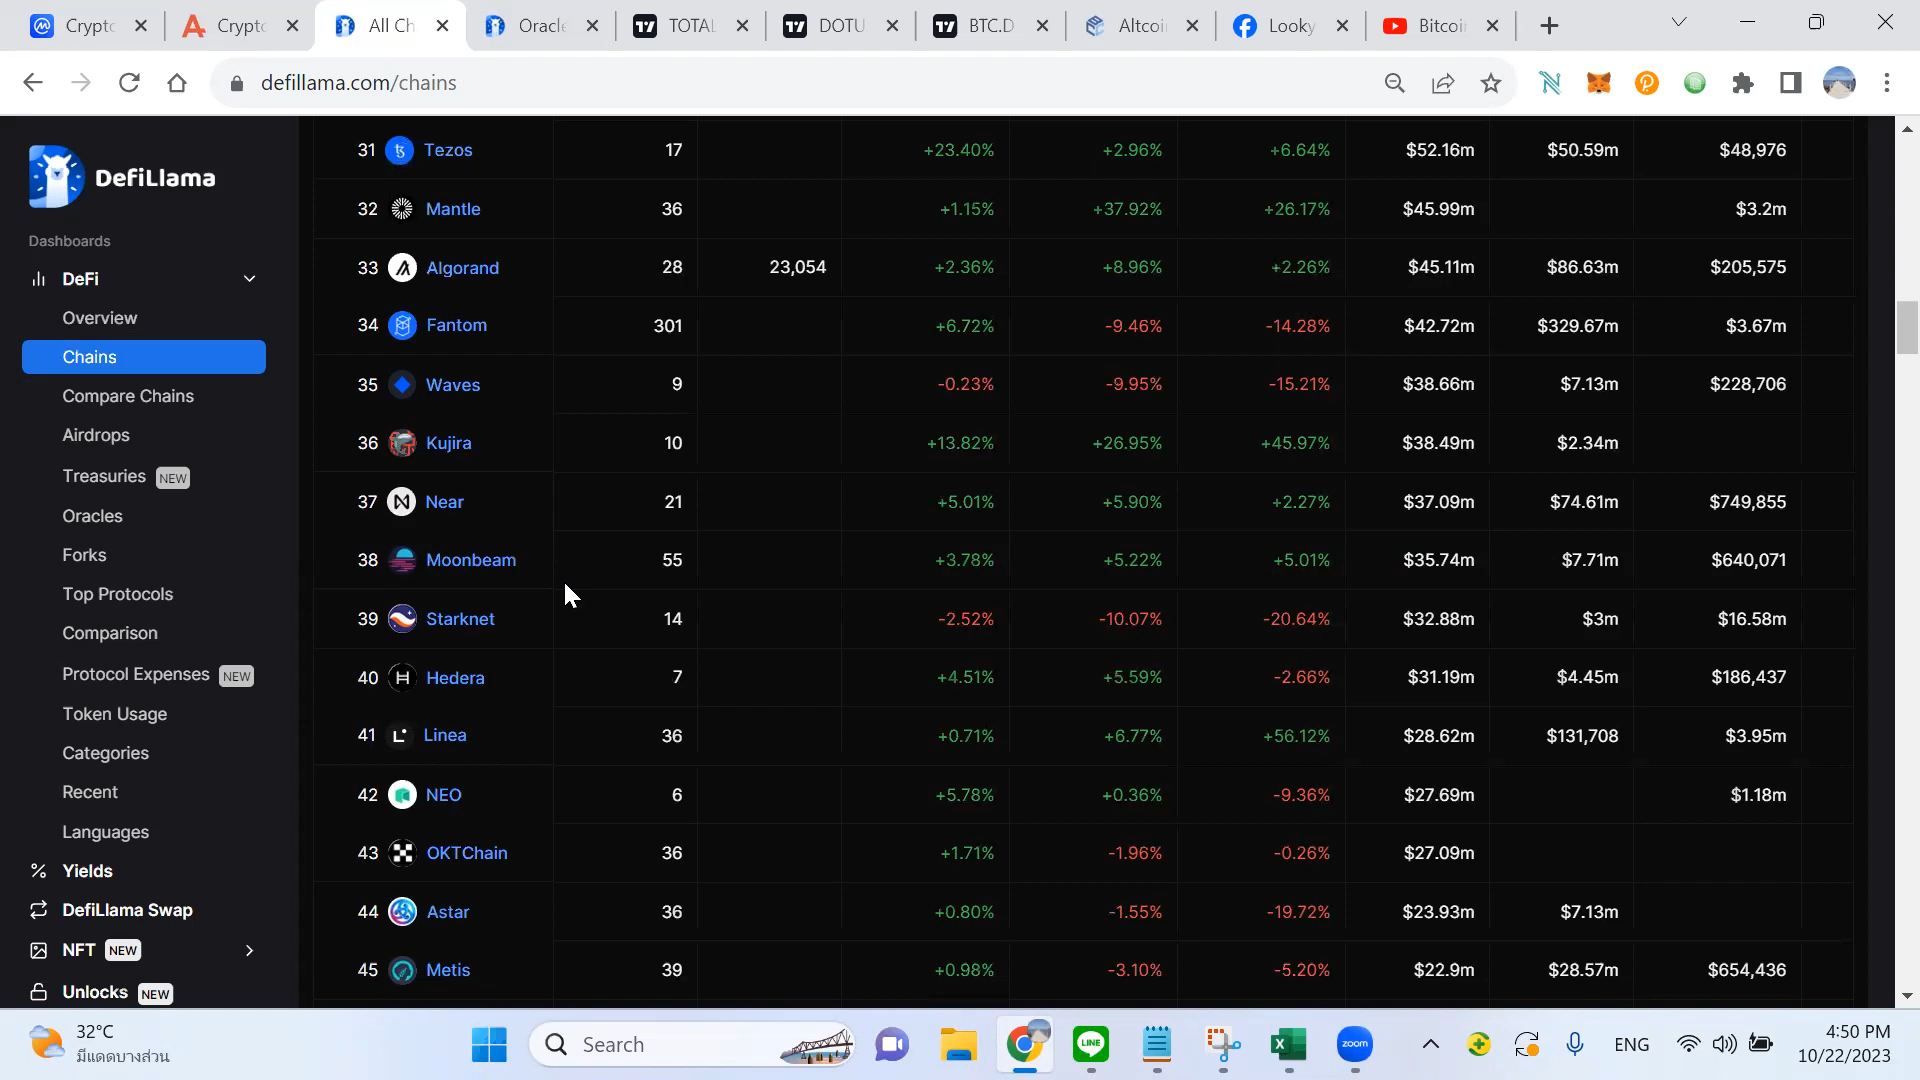 Crypto
Crypto
All Ch
Oracle
TOTAL
DOTU
BTC.D
Altcoi
Looky
Bitcoi
defillama.com/chains
DefiLlama
Dashboards
DeFi
Overview
Chains
Compare Chains
Airdrops
Treasuries NEW
Oracles
Forks
Top Protocols
Comparison
Protocol Expenses NEW
Token Usage
Categories
Recent
Languages
Yields
DefiLlama Swap
NFT NEW
Unlocks NEW
31 Tezos 17 +23.40% +2.96% +6.64% $52.16m $50.59m $48,976
32 Mantle 36 +1.15% +37.92% +26.17% $45.99m $3.2m
33 Algorand 28 23,054 +2.36% +8.96% +2.26% $45.11m $86.63m $205,575
34 Fantom 301 +6.72% -9.46% -14.28% $42.72m $329.67m $3.67m
35 Waves 9 -0.23% -9.95% -15.21% $38.66m $7.13m $228,706
36 Kujira 10 +13.82% +26.95% +45.97% $38.49m $2.34m
37 Near 21 +5.01% +5.90% +2.27% $37.09m $74.61m $749,855
38 Moonbeam 55 +3.78% +5.22% +5.01% $35.74m $7.71m $640,071
39 Starknet 14 -2.52% -10.07% -20.64% $32.88m $3m $16.58m
40 Hedera 7 +4.51% +5.59% -2.66% $31.19m $4.45m $186,437
41 Linea 36 +0.71% +6.77% +56.12% $28.62m $131,708 $3.95m
42 NEO 6 +5.78% +0.36% -9.36% $27.69m $1.18m
43 OKTChain 36 +1.71% -1.96% -0.26% $27.09m
44 Astar 36 +0.80% -1.55% -19.72% $23.93m $7.13m
45 Metis 39 +0.98% -3.10% -5.20% $22.9m $28.57m $654,436
32°C
มีแดดบางส่วน
Search
LINE
zoom
ENG
4:50 PM
10/22/2023